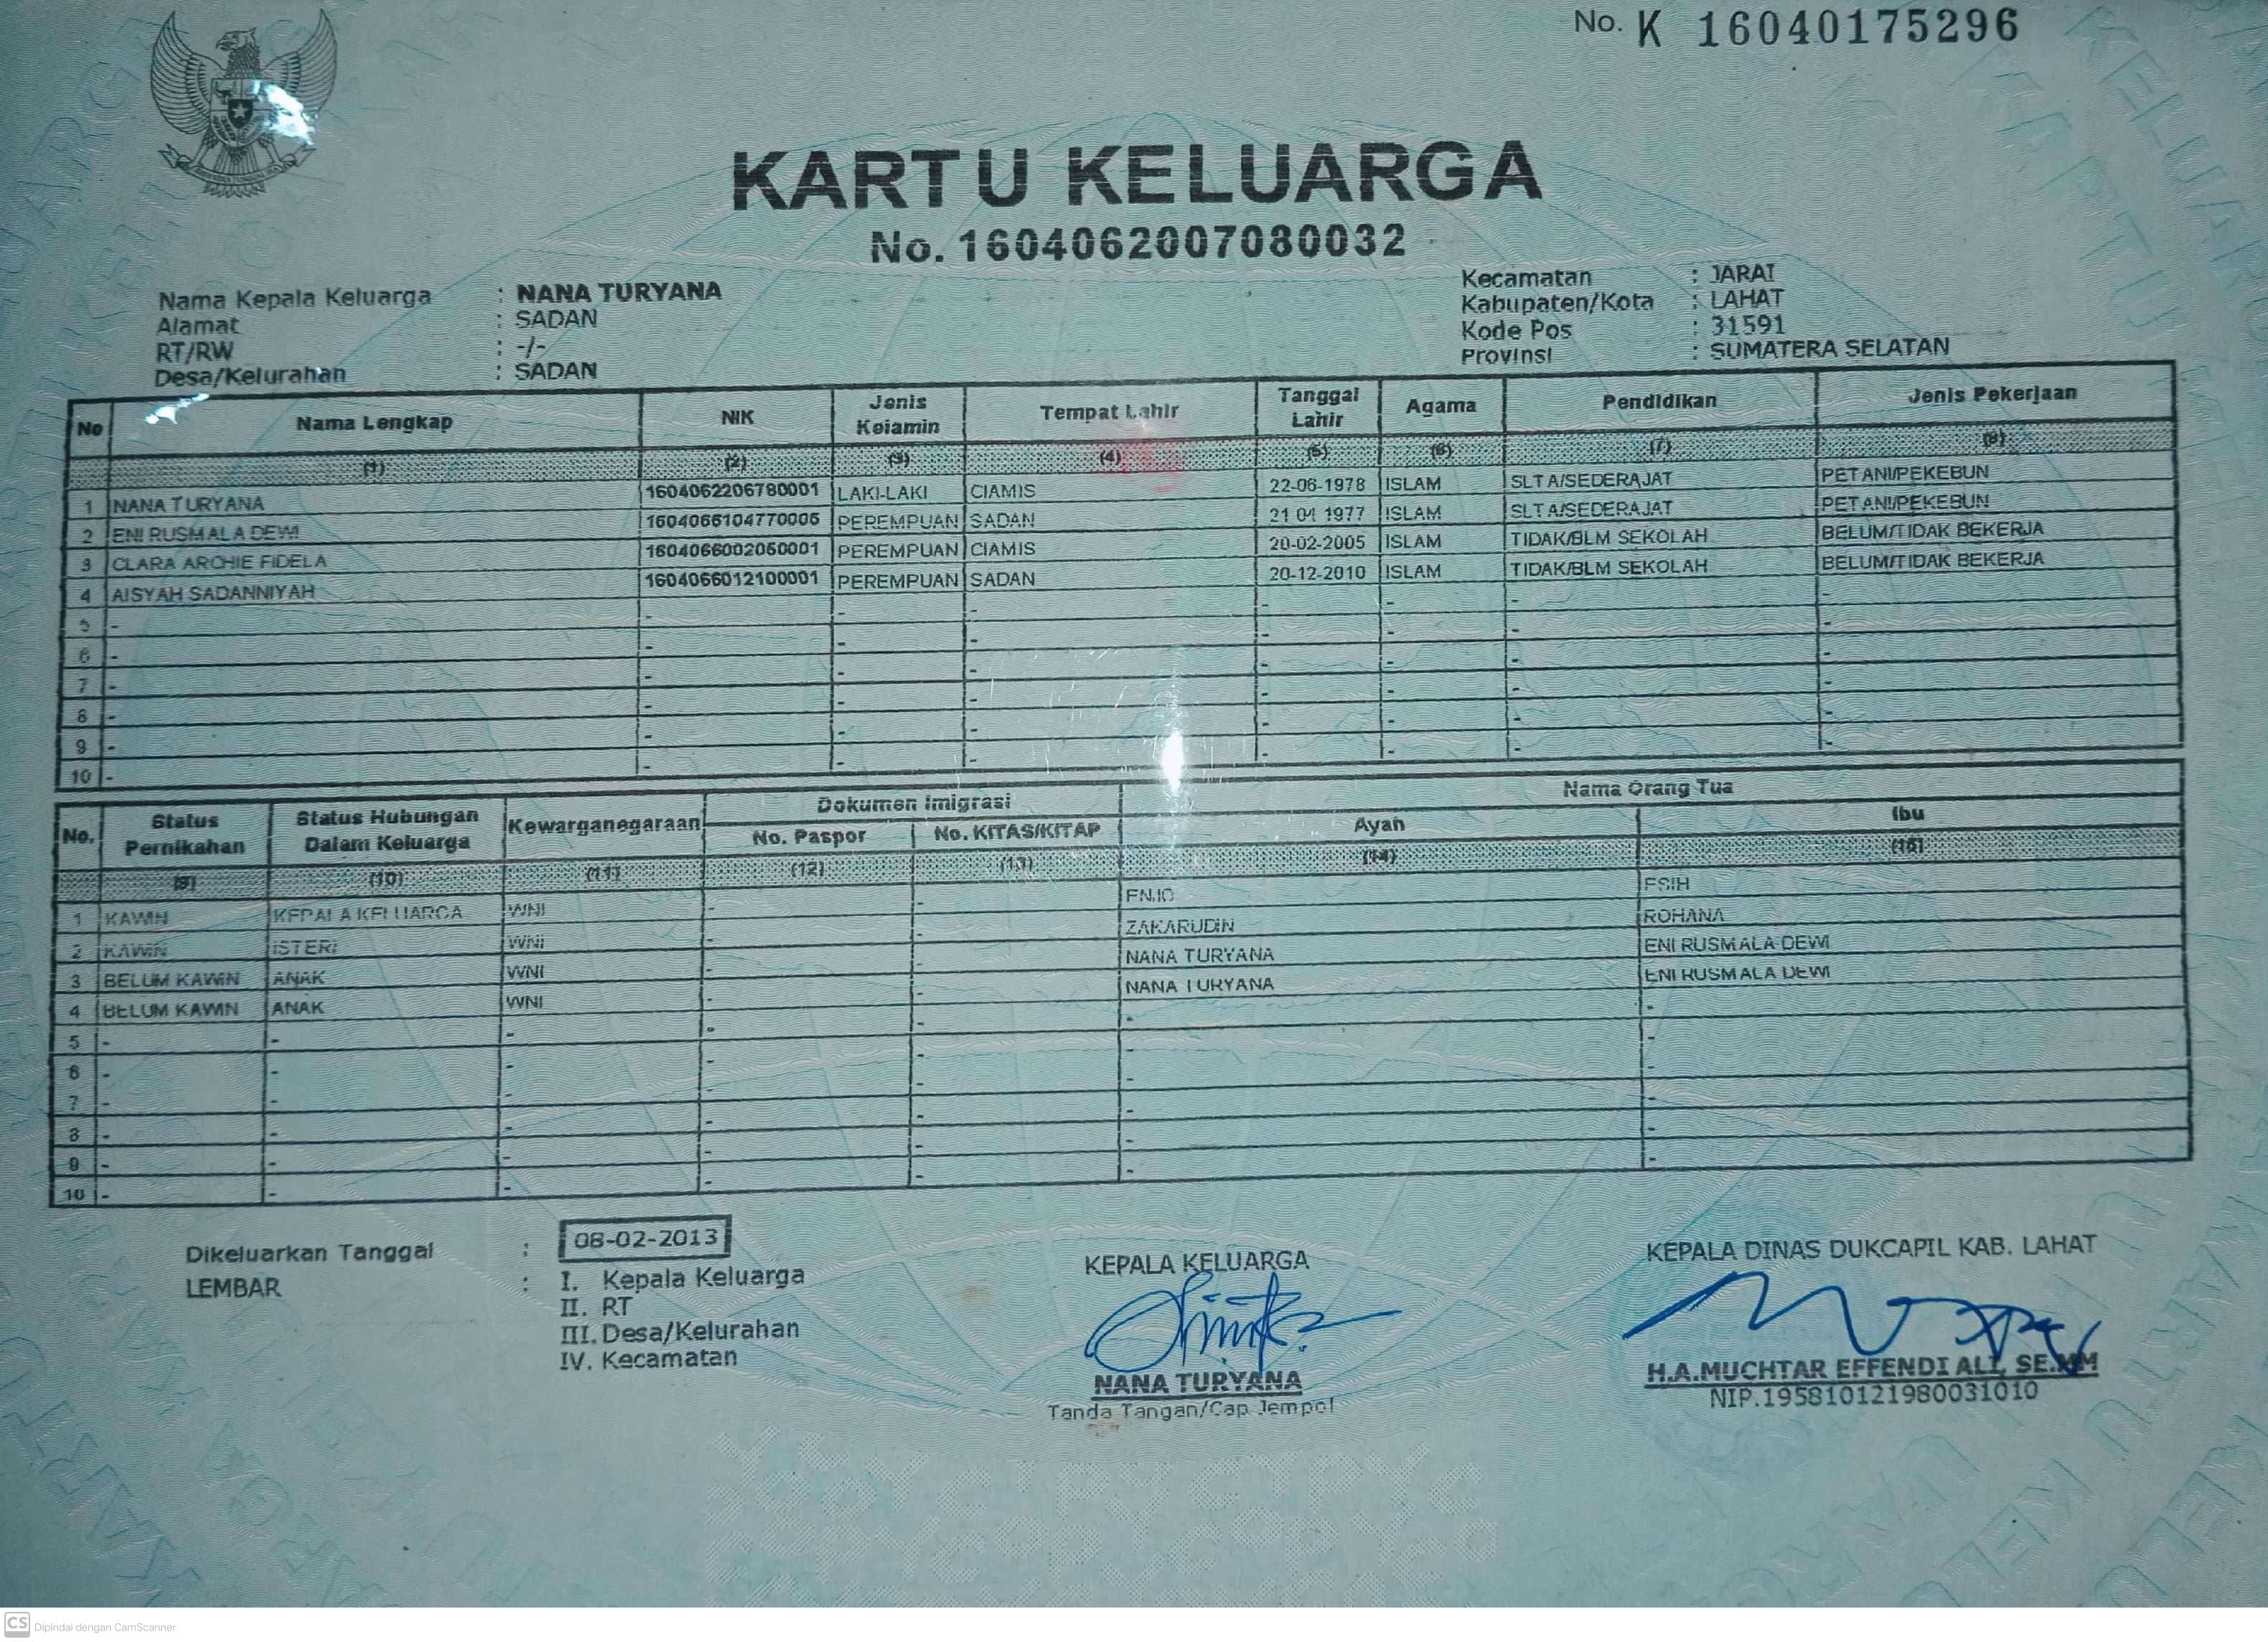 No. K 16040175296
KARTU KELUARGA
No. 1604062007080032
Nama Kepala Keluarga : NANA TURYANA
Alamat : SADAN
RT/RW : -/-
Desa/Kelurahan : SADAN
Kecamatan : JARAI
Kabupaten/Kota : LAHAT
Kode Pos : 31591
Provinsi : SUMATERA SELATAN
No Nama Lengkap NIK Jenis Kelamin Tempat Lahir Tanggal Lahir Agama Pendidikan Jenis Pekerjaan
(1) (2) (3) (4) (5) (6) (7) (8)
1 NANA TURYANA 1604062206780001 LAKI-LAKI CIAMIS 22-06-1978 ISLAM SLTA/SEDERAJAT PETANI/PEKEBUN
2 ENI RUSMALA DEWI 1604066104770005 PEREMPUAN SADAN 21 04 1977 ISLAM SLTA/SEDERAJAT PETANI/PEKEBUN
3 CLARA ARCHIE FIDELA 1604066002050001 PEREMPUAN CIAMIS 20-02-2005 ISLAM TIDAK/BLM SEKOLAH BELUM/TIDAK BEKERJA
4 AISYAH SADANNIYAH 1604066012100001 PEREMPUAN SADAN 20-12-2010 ISLAM TIDAK/BLM SEKOLAH BELUM/TIDAK BEKERJA
5 - - - - - - - -
6 - - - - - - - -
7 - - - - - - - -
8 - - - - - - - -
9 - - - - - - - -
10 - - - - - - - -
No. Status Pernikahan Status Hubungan Dalam Keluarga Kewarganegaraan Dokumen Imigrasi Nama Orang Tua
No. Paspor No. KITAS/KITAP Ayah Ibu
(9) (10) (11) (12) (13) (14) (15)
1 KAWIN KEPALA KELUARGA WNI - -
2 KAWIN ISTERI WNI - - ZAKARUDIN ROHANA
3 BELUM KAWIN ANAK WNI - - NANA TURYANA ENI RUSMALA DEWI
4 BELUM KAWIN ANAK WNI - - NANA TURYANA ENI RUSMALA DEWI
5 - - - - - - -
6 - - - - - - -
7 - - - - - - -
8 - - - - - - -
9 - - - - - - -
10 - - - - - - -
Dikeluarkan Tanggal : 08-02-2013
LEMBAR : I. Kepala Keluarga
II. RT
III. Desa/Kelurahan
IV. Kecamatan
KEPALA KELUARGA
NANA TURYANA
Tanda Tangan/Cap Jempol
KEPALA DINAS DUKCAPIL KAB. LAHAT
H.A.MUCHTAR EFFENDI ALI, SE.MM
NIP.195810121980031010
CS Dipindai dengan CamScanner